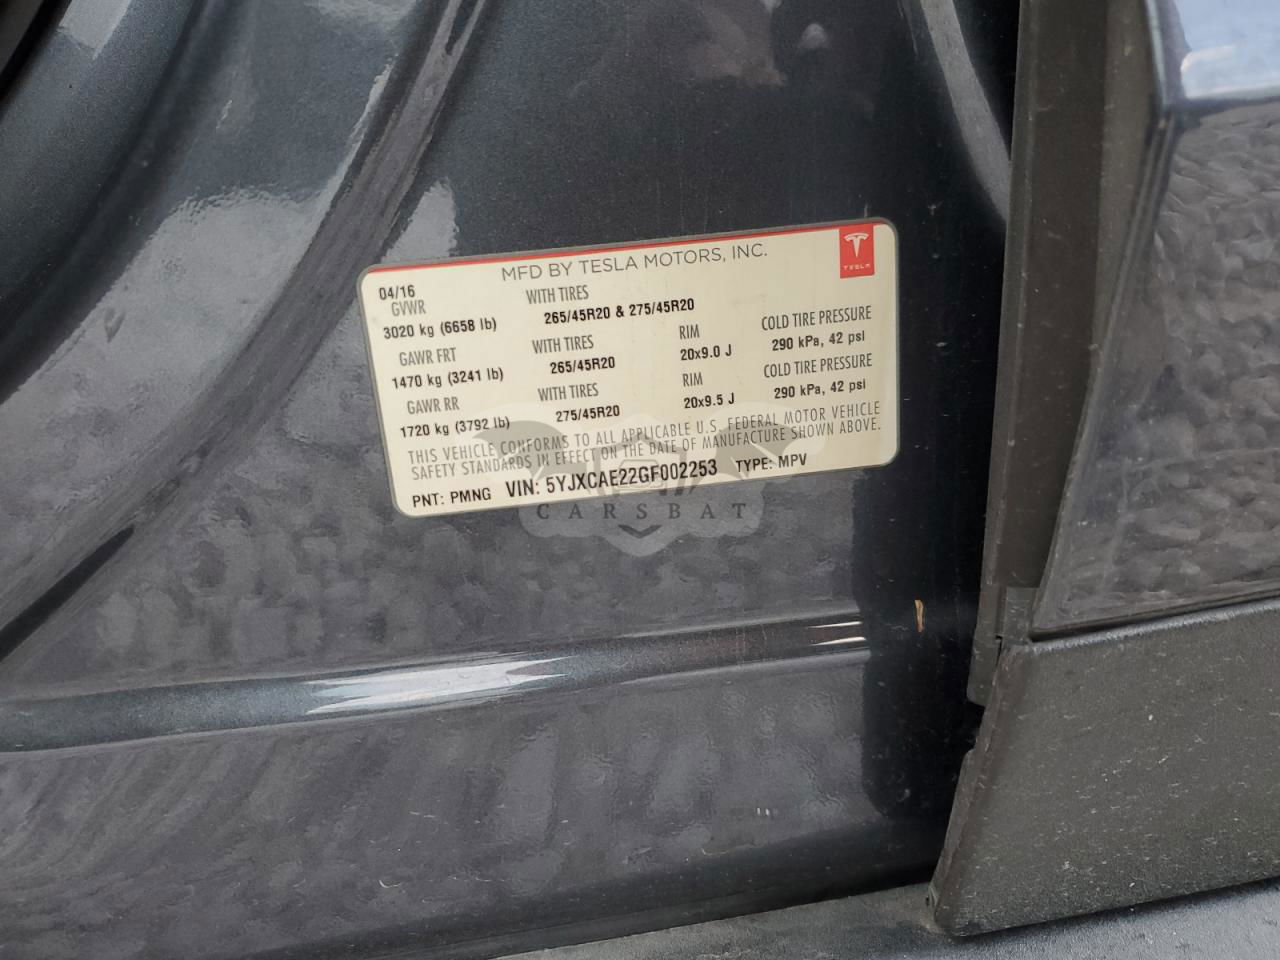 MFD BY TESLA MOTORS, INC.
TESLA
04/16
GVWR WITH TIRES
3020 kg (6658 lb) 265/45R20 & 275/45R20
GAWR FRT WITH TIRES RIM COLD TIRE PRESSURE
1470 kg (3241 lb) 265/45R20 20x9.0 J 290 kPa, 42 psi
GAWR RR WITH TIRES RIM COLD TIRE PRESSURE
1720 kg (3792 lb) 275/45R20 20x9.5 J 290 kPa, 42 psi
THIS VEHICLE CONFORMS TO ALL APPLICABLE U.S. FEDERAL MOTOR VEHICLE
SAFETY STANDARDS IN EFFECT ON THE DATE OF MANUFACTURE SHOWN ABOVE.
PNT: PMNG VIN: 5YJXCAE22GF002253 TYPE: MPV
CARSBAT